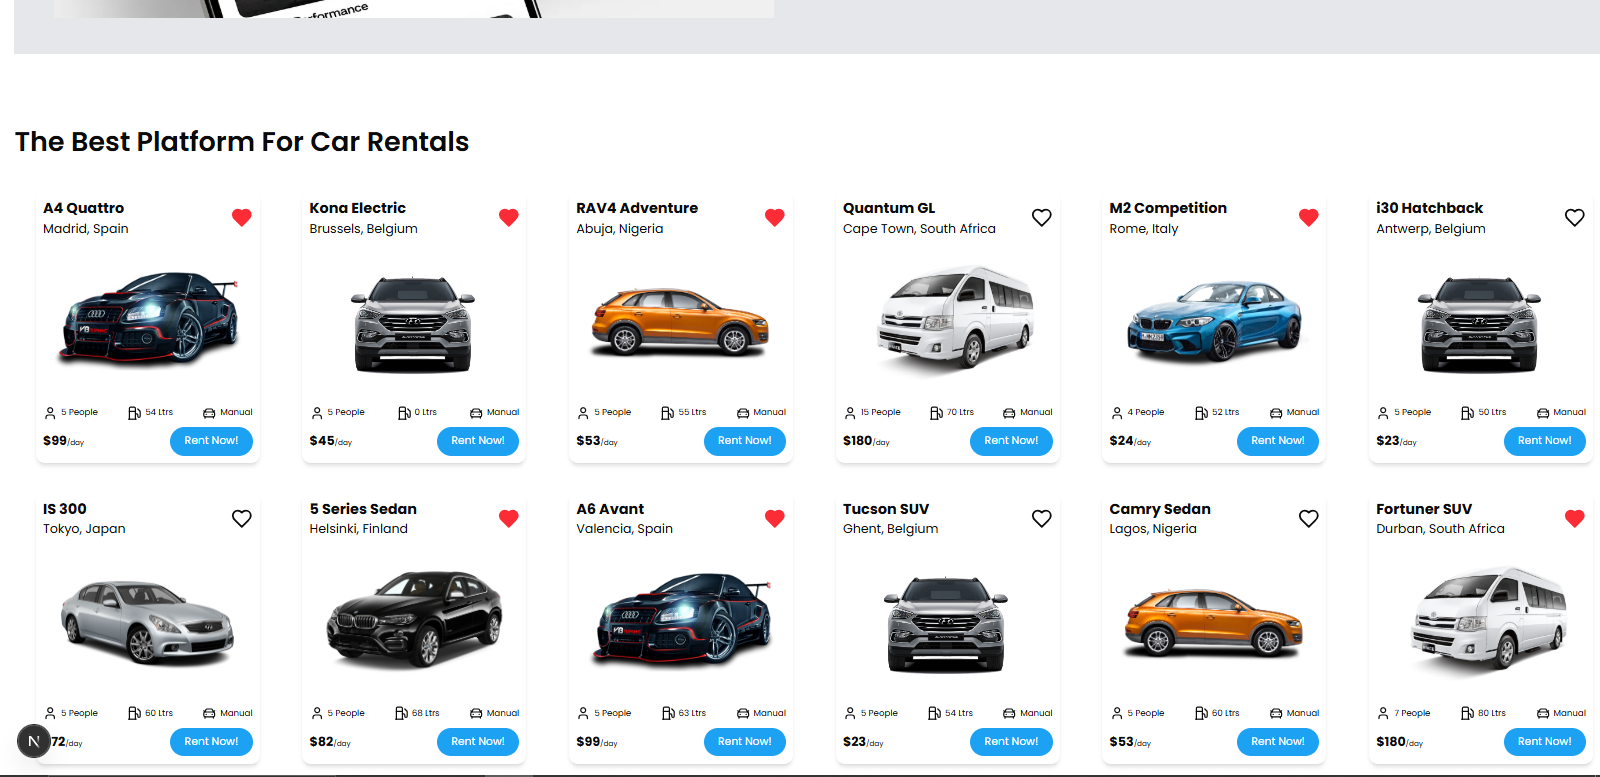 Performance
The Best Platform For Car Rentals
A4 Quattro
Madrid, Spain
5 People 54 Ltrs Manual
$99/day Rent Now!
Kona Electric
Brussels, Belgium
5 People 0 Ltrs Manual
$45/day Rent Now!
RAV4 Adventure
Abuja, Nigeria
5 People 55 Ltrs Manual
$53/day Rent Now!
Quantum GL
Cape Town, South Africa
15 People 70 Ltrs Manual
$180/day Rent Now!
M2 Competition
Rome, Italy
4 People 52 Ltrs Manual
$24/day Rent Now!
i30 Hatchback
Antwerp, Belgium
5 People 50 Ltrs Manual
$23/day Rent Now!
IS 300
Tokyo, Japan
5 People 60 Ltrs Manual
72/day Rent Now!
N
5 Series Sedan
Helsinki, Finland
5 People 68 Ltrs Manual
$82/day Rent Now!
A6 Avant
Valencia, Spain
5 People 63 Ltrs Manual
$99/day Rent Now!
Tucson SUV
Ghent, Belgium
5 People 54 Ltrs Manual
$23/day Rent Now!
Camry Sedan
Lagos, Nigeria
5 People 60 Ltrs Manual
$53/day Rent Now!
Fortuner SUV
Durban, South Africa
7 People 80 Ltrs Manual
$180/day Rent Now!